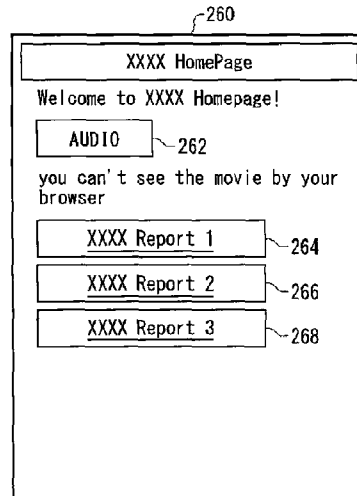 260
XXXX HomePage
Welcome to XXXX Homepage!
AUDIO
262
you can't see the movie by your
browser
XXXX Report 1
264
XXXX Report 2
266
XXXX Report 3
268